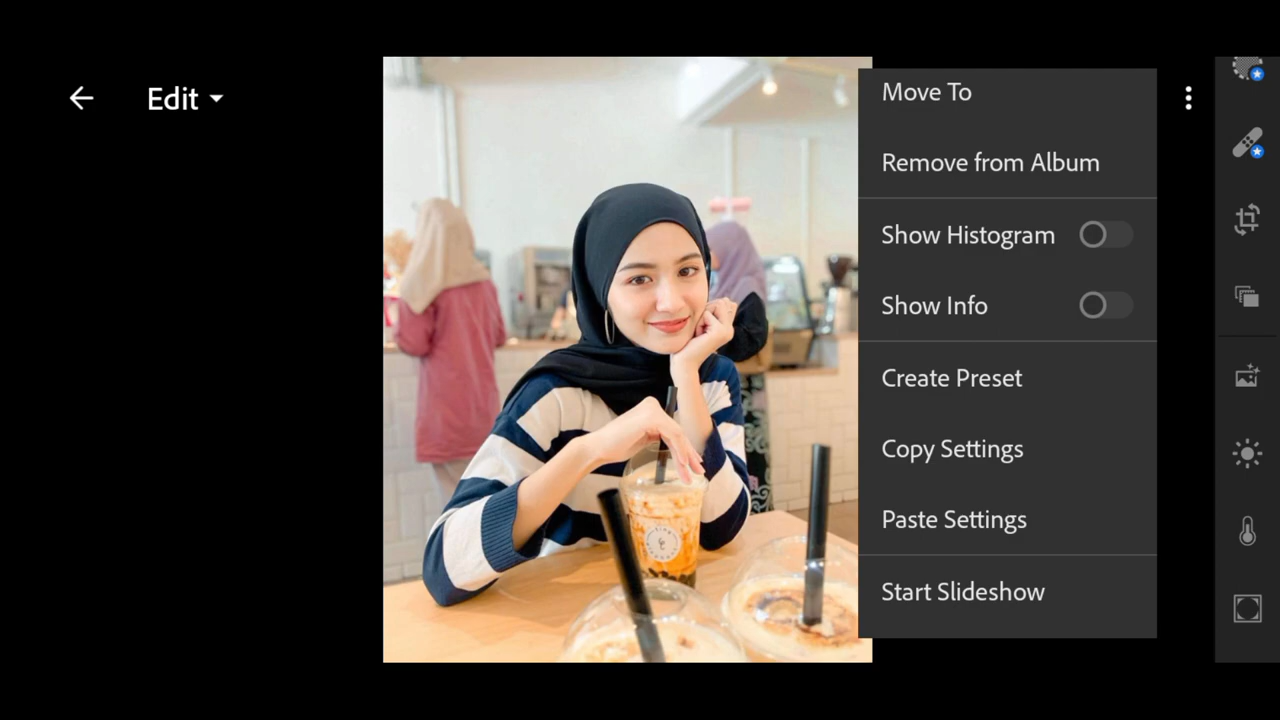 Edit
Move To
Remove from Album
Show Histogram
Show Info
Create Preset
Copy Settings
Paste Settings
Start Slideshow